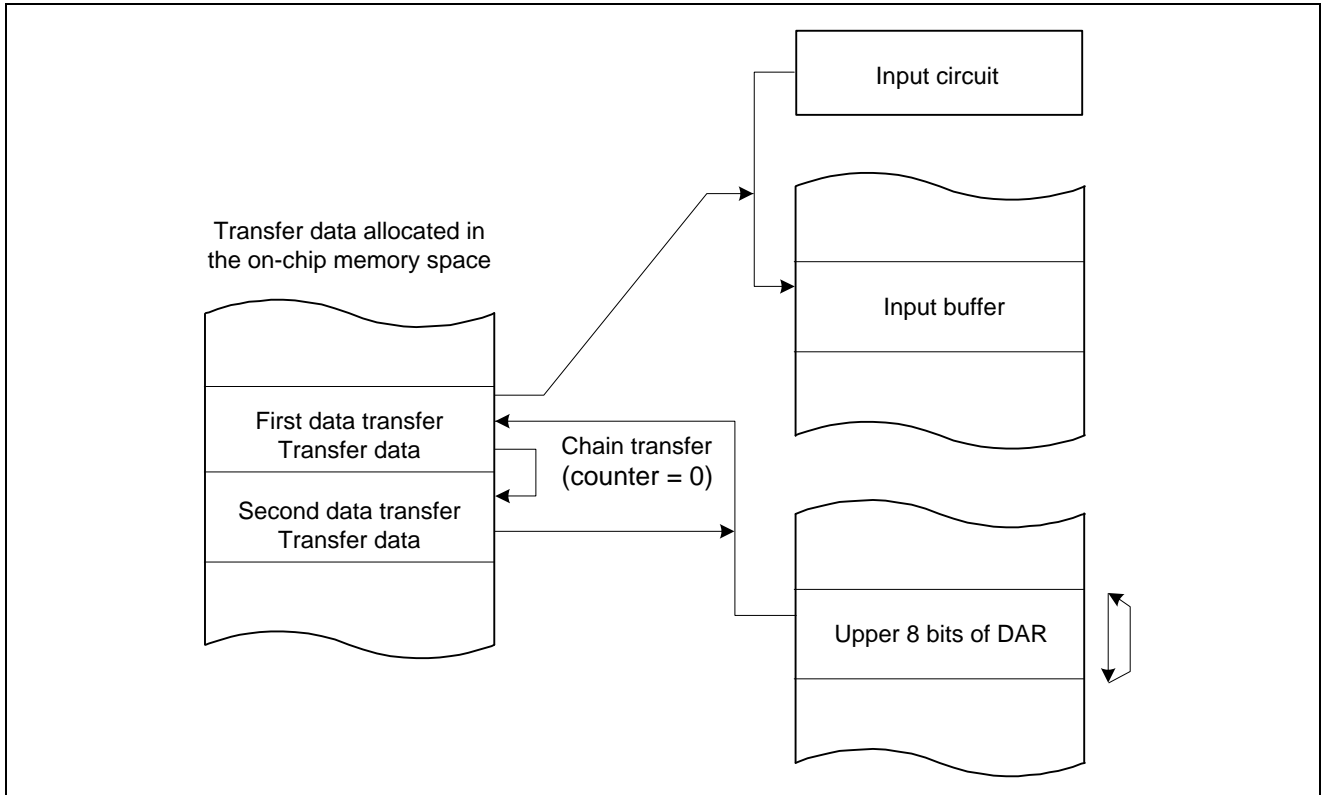 Input circuit
Transfer data allocated in
the on-chip memory space
Input buffer
First data transfer
Transfer data
Chain transfer
(counter = 0)
Second data transfer
Transfer data
Upper 8 bits of DAR